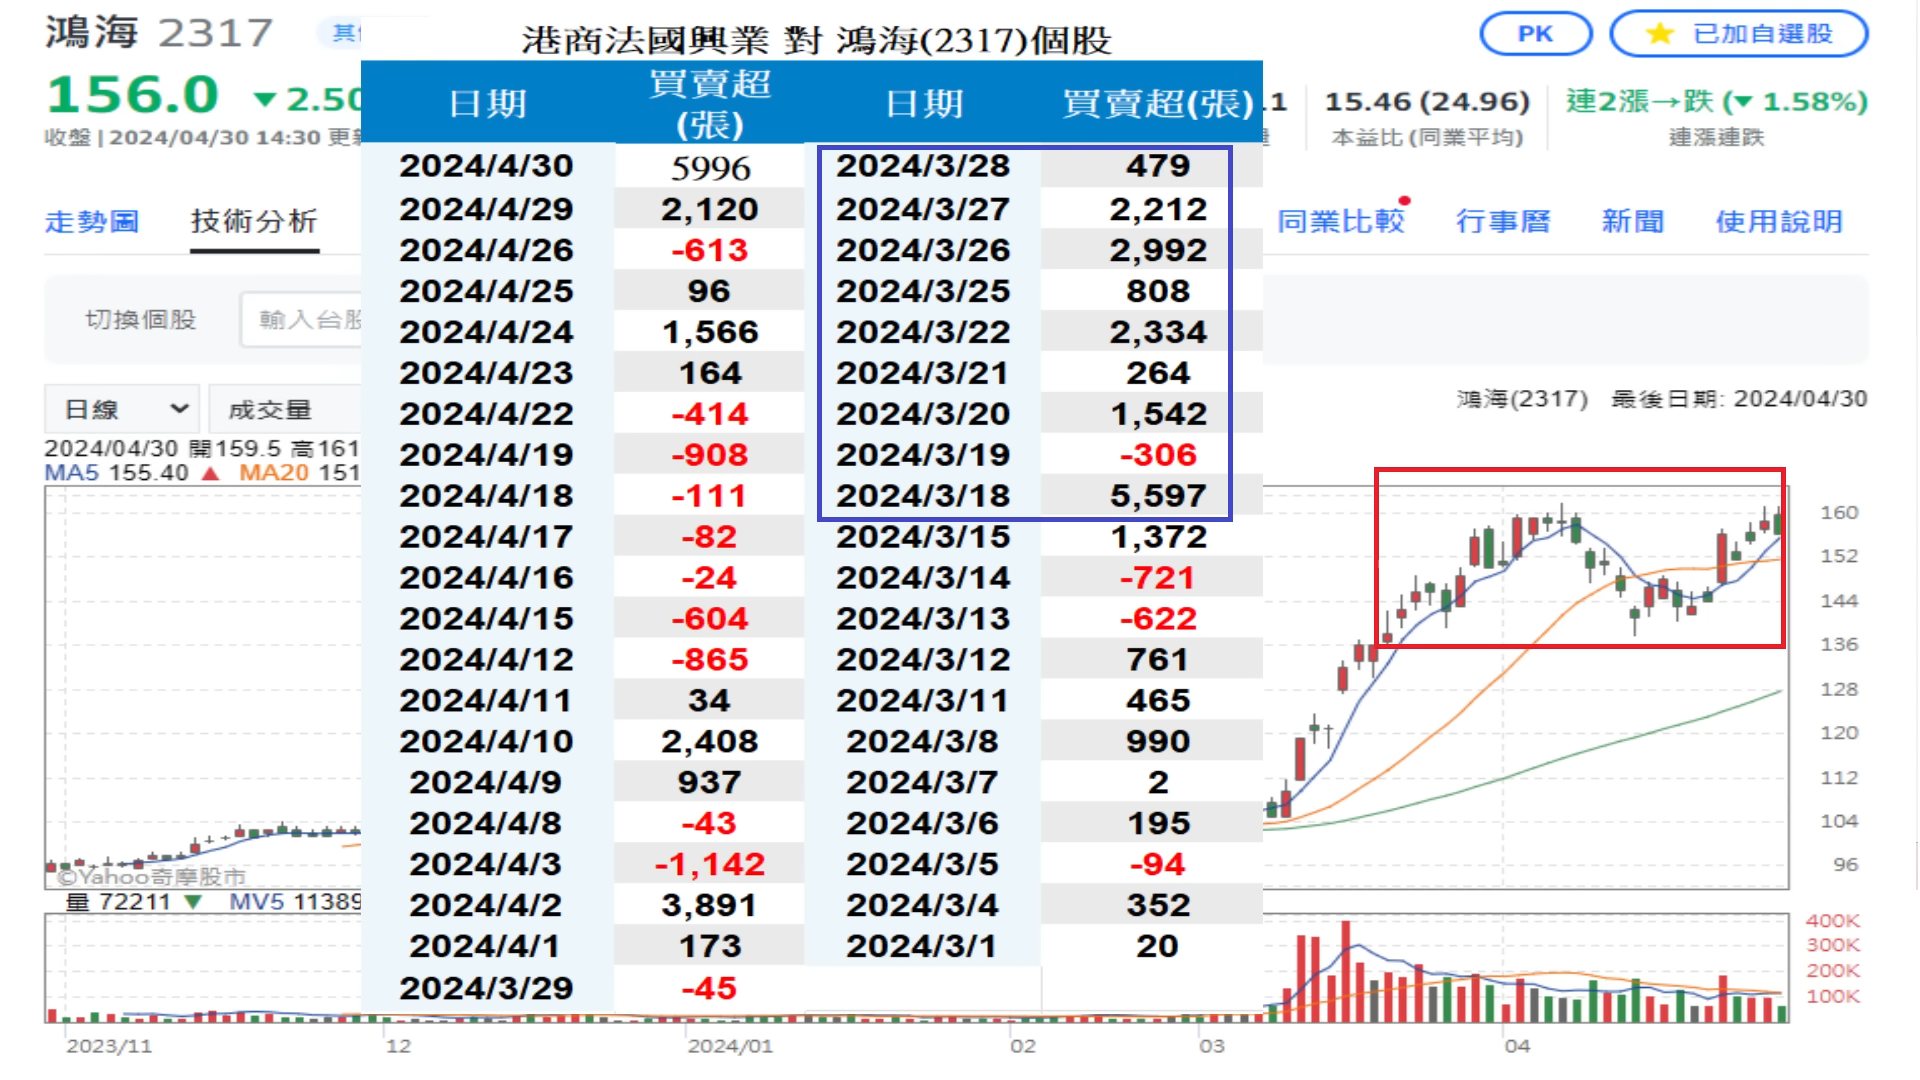 鴻海 2317
港商法國興業 對 鴻海(2317)個股
PK
已加自選股
156.0 ▼2.50
收盤 | 2024/04/30 14:30
15.46 (24.96)
本益比 (同業平均)
連2漲→跌 (▼ 1.58%)
連漲連跌
走勢圖 技術分析
同業比較 行事曆 新聞 使用說明
切換個股
輸入台股
日線 成交量
鴻海(2317) 最後日期: 2024/04/30
2024/04/30 開159.5 高161
MA5 155.40 ▲ MA20 151
日期 買賣超(張) 日期 買賣超(張)
2024/4/30 5996 2024/3/28 479
2024/4/29 2,120 2024/3/27 2,212
2024/4/26 -613 2024/3/26 2,992
2024/4/25 96 2024/3/25 808
2024/4/24 1,566 2024/3/22 2,334
2024/4/23 164 2024/3/21 264
2024/4/22 -414 2024/3/20 1,542
2024/4/19 -908 2024/3/19 -306
2024/4/18 -111 2024/3/18 5,597
2024/4/17 -82 2024/3/15 1,372
2024/4/16 -24 2024/3/14 -721
2024/4/15 -604 2024/3/13 -622
2024/4/12 -865 2024/3/12 761
2024/4/11 34 2024/3/11 465
2024/4/10 2,408 2024/3/8 990
2024/4/9 937 2024/3/7 2
2024/4/8 -43 2024/3/6 195
2024/4/3 -1,142 2024/3/5 -94
2024/4/2 3,891 2024/3/4 352
2024/4/1 173 2024/3/1 20
2024/3/29 -45
160
152
144
136
128
120
112
104
96
©Yahoo奇摩股市
量 72211 ▼ MV5 11389
400K
300K
200K
100K
2023/11 12 2024/01 02 03 04